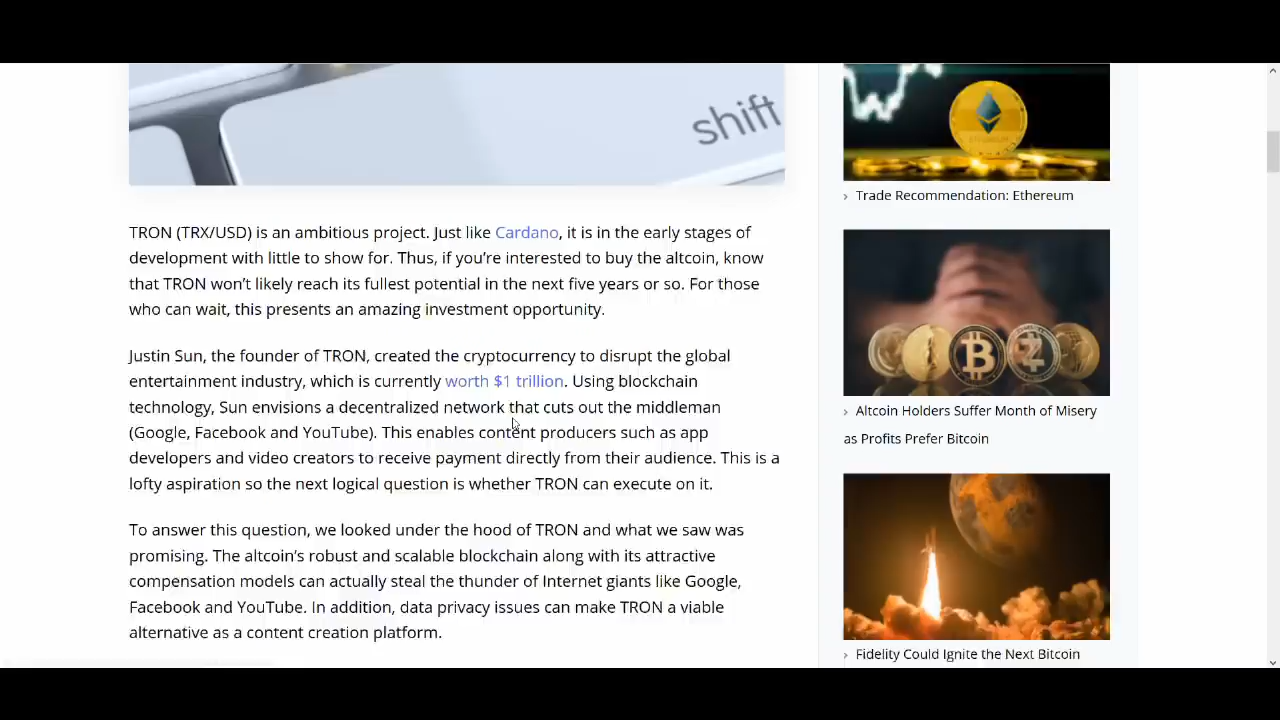 shift
TRON (TRX/USD) is an ambitious project. Just like Cardano, it is in the early stages of
development with little to show for. Thus, if you’re interested to buy the altcoin, know
that TRON won’t likely reach its fullest potential in the next five years or so. For those
who can wait, this presents an amazing investment opportunity.
Justin Sun, the founder of TRON, created the cryptocurrency to disrupt the global
entertainment industry, which is currently worth $1 trillion. Using blockchain
technology, Sun envisions a decentralized network that cuts out the middleman
(Google, Facebook and YouTube). This enables content producers such as app
developers and video creators to receive payment directly from their audience. This is a
lofty aspiration so the next logical question is whether TRON can execute on it.
To answer this question, we looked under the hood of TRON and what we saw was
promising. The altcoin’s robust and scalable blockchain along with its attractive
compensation models can actually steal the thunder of Internet giants like Google,
Facebook and YouTube. In addition, data privacy issues can make TRON a viable
alternative as a content creation platform.
Trade Recommendation: Ethereum
Altcoin Holders Suffer Month of Misery
as Profits Prefer Bitcoin
Fidelity Could Ignite the Next Bitcoin